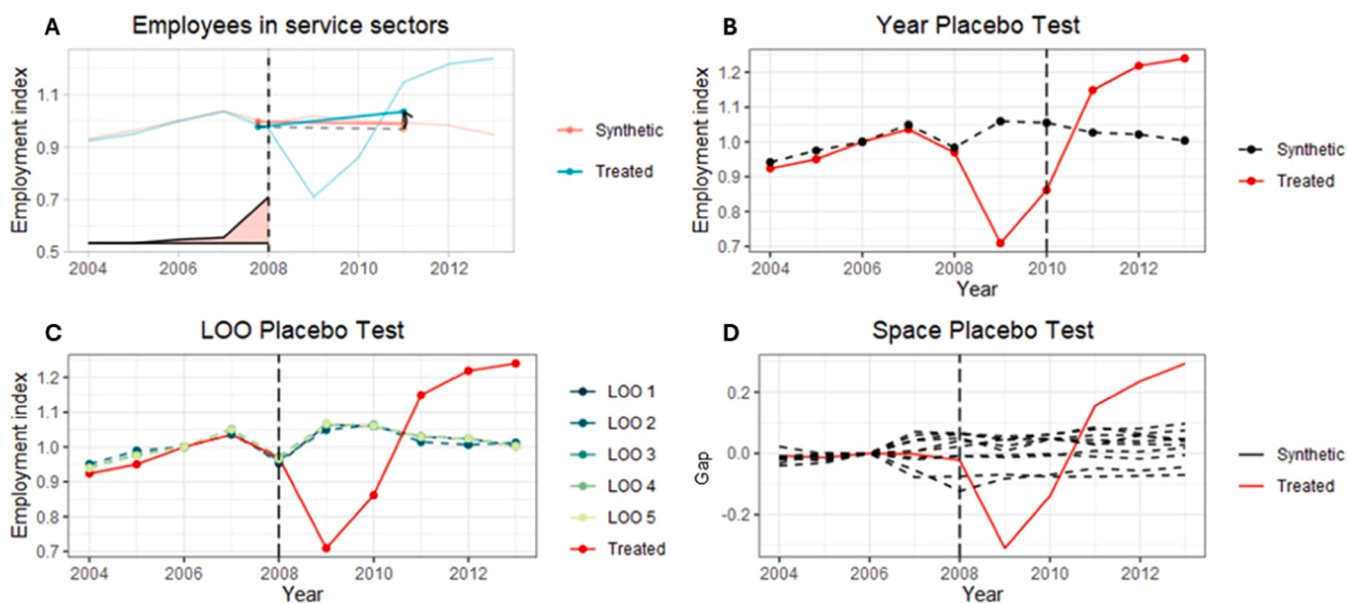 A
Employees in service sectors
Employment index
1.1
0.9
0.7
0.5
2004
2006
2008
2010
2012
Synthetic
Treated
B
Year Placebo Test
Employment index
1.2
1.1
1.0
0.9
0.8
0.7
2004
2006
2008
2010
2012
Year
Synthetic
Treated
C
LOO Placebo Test
Employment index
1.2
1.1
1.0
0.9
0.8
0.7
2004
2006
2008
2010
2012
Year
LOO 1
LOO 2
LOO 3
LOO 4
LOO 5
Treated
D
Space Placebo Test
Gap
0.2
0.0
-0.2
2004
2006
2008
2010
2012
Year
Synthetic
Treated